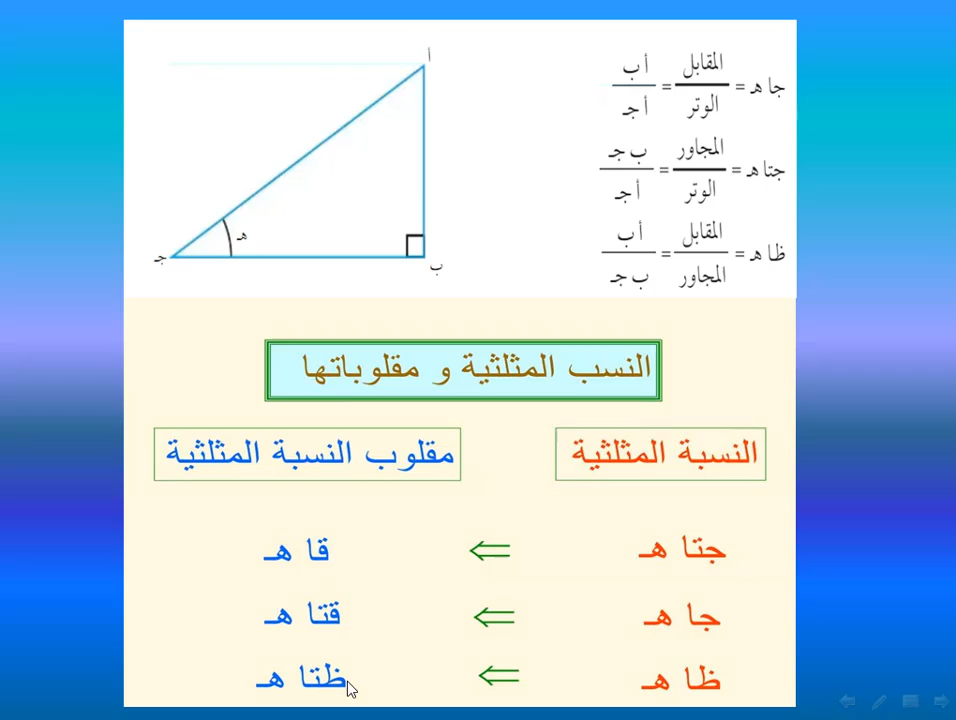 أ
هـ
جـ
ب
جا هـ = المقابل / الوتر = أ ب / أ جـ
جتا هـ = المجاور / الوتر = ب جـ / أ جـ
ظا هـ = المقابل / المجاور = أ ب / ب جـ
النسب المثلثية و مقلوباتها
النسبة المثلثية مقلوب النسبة المثلثية
جتا هـ ⇐ قا هـ
جا هـ ⇐ قتا هـ
ظا هـ ⇐ ظتا هـ